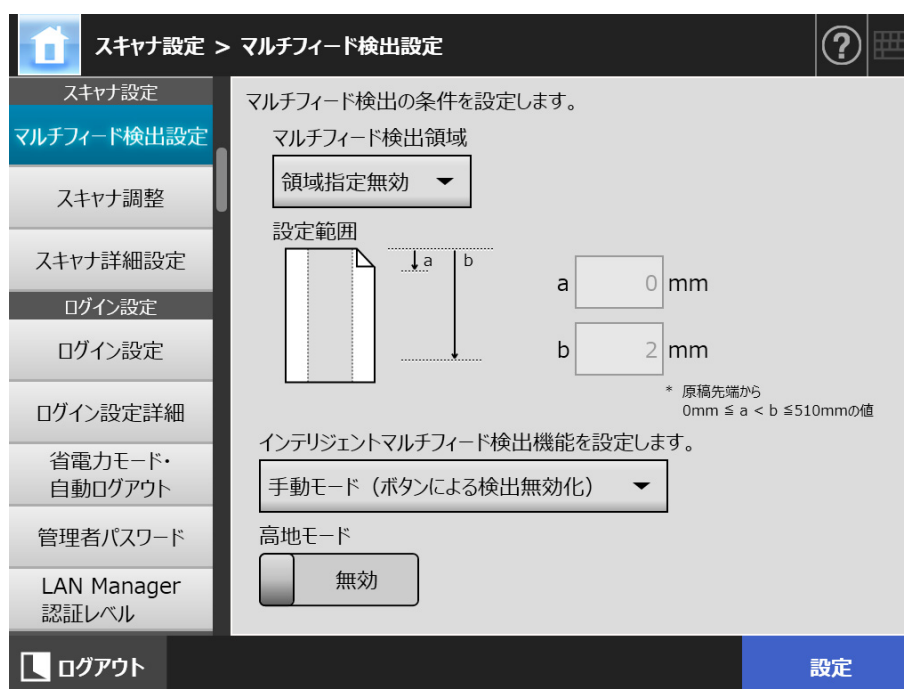 スキャナ設定 > マルチフィード検出設定
?
スキャナ設定
マルチフィード検出設定
スキャナ調整
スキャナ詳細設定
ログイン設定
ログイン設定
ログイン設定詳細
省電力モード・
自動ログアウト
管理者パスワード
LAN Manager
認証レベル
マルチフィード検出の条件を設定します。
マルチフィード検出領域
領域指定無効
設定範囲
a b
a 0 mm
b 2 mm
* 原稿先端から
0mm ≦ a < b ≦510mmの値
インテリジェントマルチフィード検出機能を設定します。
手動モード（ボタンによる検出無効化）
高地モード
無効
ログアウト
設定